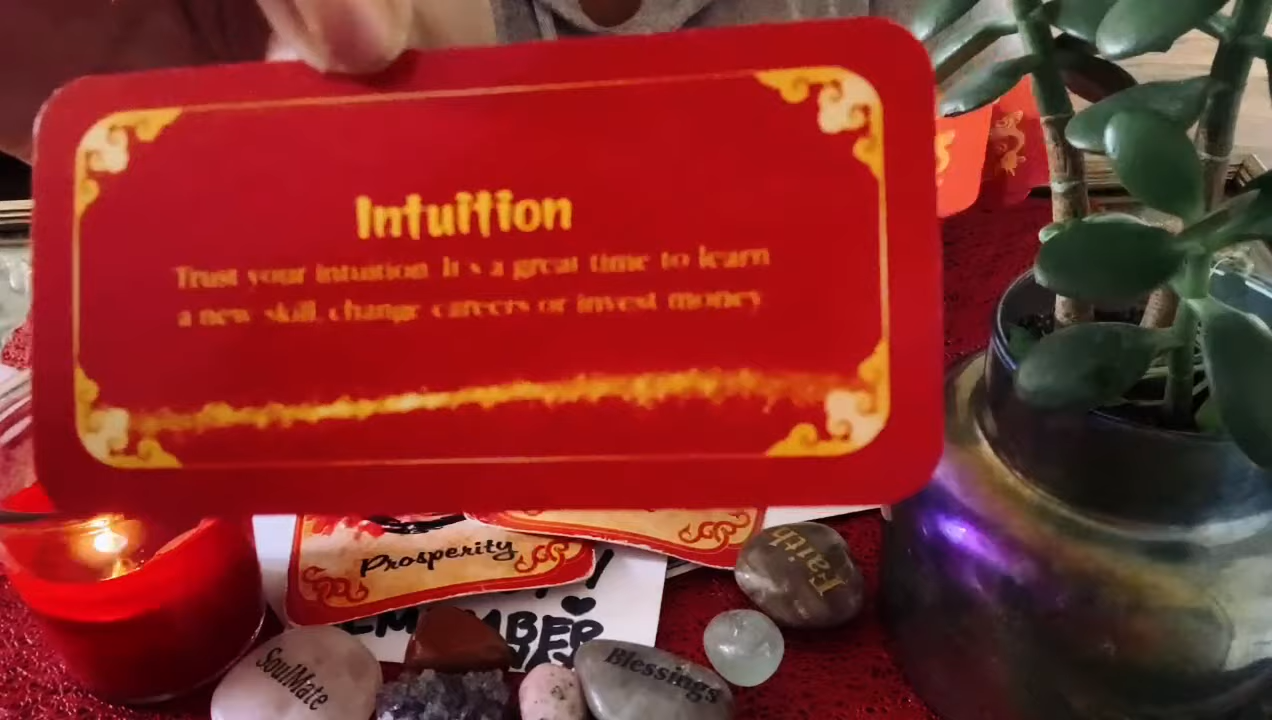 Intuition
Trust your intuition. It's a great time to learn
a new skill, change careers or invest money
Prosperity
Faith
SoulMate
Blessings